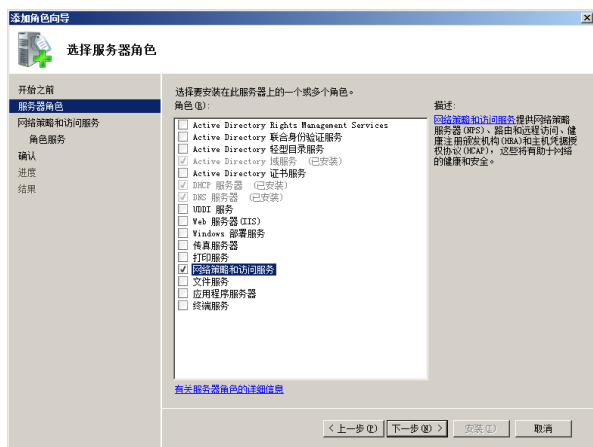 添加角色向导
选择服务器角色
开始之前
服务器角色
网络策略和访问服务
角色服务
确认
进度
结果
选择要安装在此服务器上的一个或多个角色。
角色(R):
Active Directory Rights Management Services
Active Directory 联合身份验证服务
Active Directory 轻型目录服务
Active Directory 域服务 (已安装)
Active Directory 证书服务
DHCP 服务器 (已安装)
DNS 服务器 (已安装)
UDDI 服务
Web 服务器(IIS)
Windows 部署服务
传真服务器
打印服务
网络策略和访问服务
文件服务
应用程序服务器
终端服务
有关服务器角色的详细信息
描述:
网络策略和访问服务提供网络策略
服务器(NPS)、路由和远程访问、健
康注册颁发机构(HRA)和主机凭据授
权协议(HCAP),这些将有助于网络
的健康和安全。
< 上一步(P) 下一步(N) > 安装(I) 取消